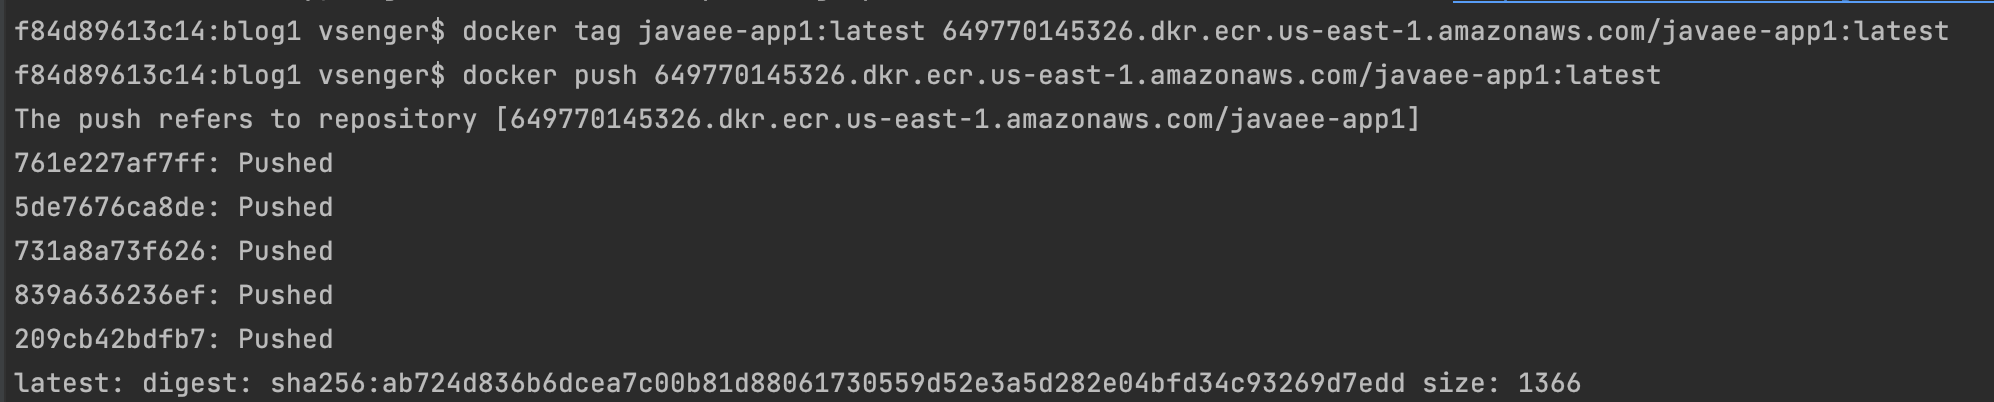 f84d89613c14:blog1 vsenger$ docker tag javaee-app1:latest 649770145326.dkr.ecr.us-east-1.amazonaws.com/javaee-app1:latest
f84d89613c14:blog1 vsenger$ docker push 649770145326.dkr.ecr.us-east-1.amazonaws.com/javaee-app1:latest
The push refers to repository [649770145326.dkr.ecr.us-east-1.amazonaws.com/javaee-app1]
761e227af7ff: Pushed
5de7676ca8de: Pushed
731a8a73f626: Pushed
839a636236ef: Pushed
209cb42bdfb7: Pushed
latest: digest: sha256:ab724d836b6dcea7c00b81d88061730559d52e3a5d282e04bfd34c93269d7edd size: 1366